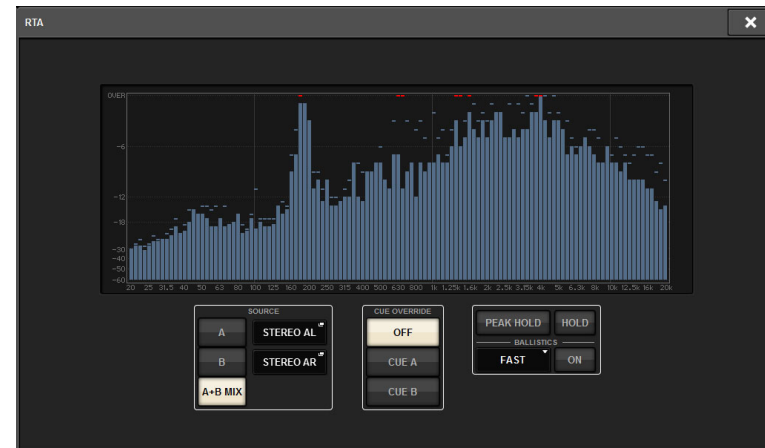 RTA
OVER
-6
-12
-18
-30
-40
-50
-60
20 25 31.5 40 50 63 80 100 125 160 200 250 315 400 500 630 800 1k 1.25k 1.6k 2k 2.5k 3.15k 4k 5k 6.3k 8k 10k 12.5k 16k 20k
SOURCE
A STEREO AL
B STEREO AR
A+B MIX
CUE OVERRIDE
OFF
CUE A
CUE B
PEAK HOLD HOLD
BALLISTICS
FAST ON